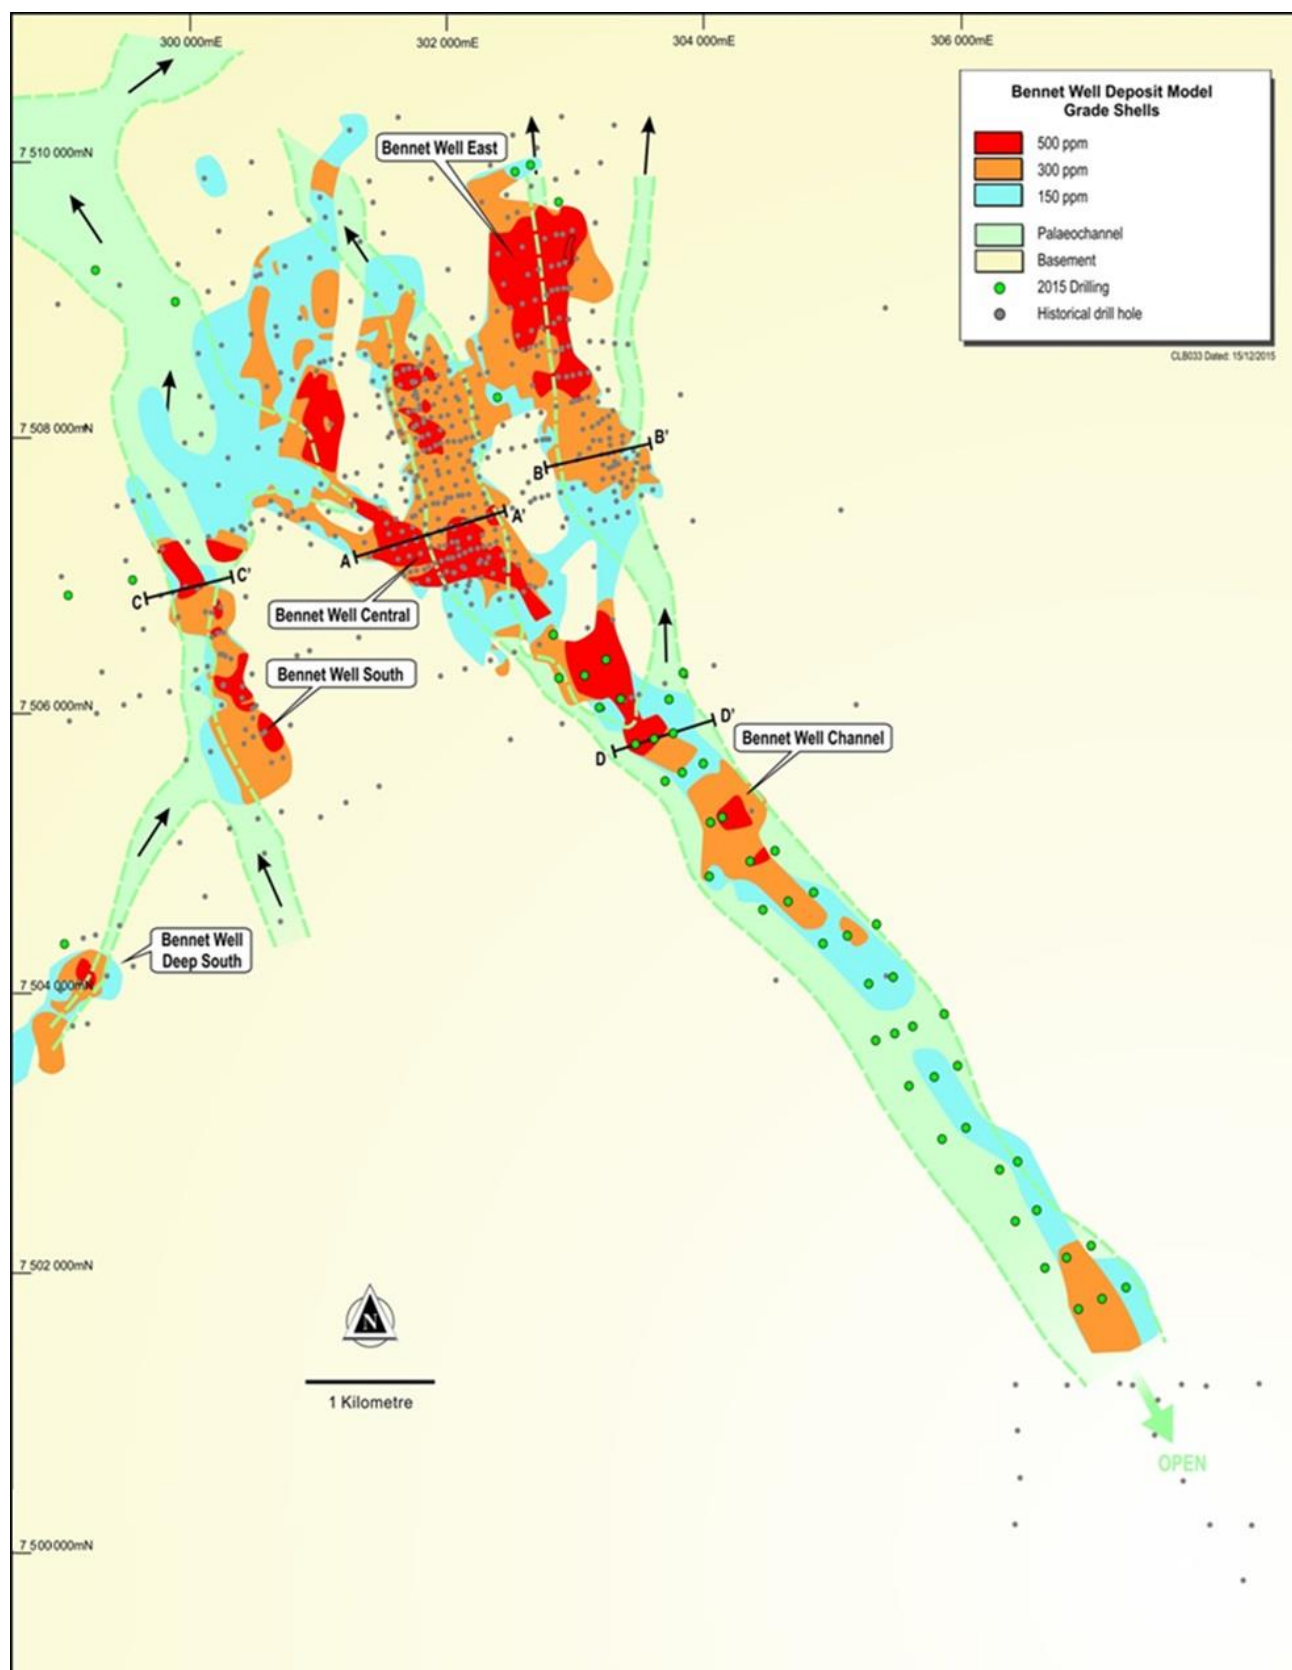 300 000mE
302 000mE
304 000mE
306 000mE
Bennet Well Deposit Model
Grade Shells
500 ppm
300 ppm
150 ppm
Palaeochannel
Basement
2015 Drilling
Historical drill hole
CLB033 Dated: 15/12/2015
7 510 000mN
Bennet Well East
7 508 000mN
B
B'
A
A'
C
C'
Bennet Well Central
Bennet Well South
7 506 000mN
D
D'
Bennet Well Channel
Bennet Well
Deep South
7 504 000mN
7 502 000mN
N
1 Kilometre
OPEN
7 500 000mN